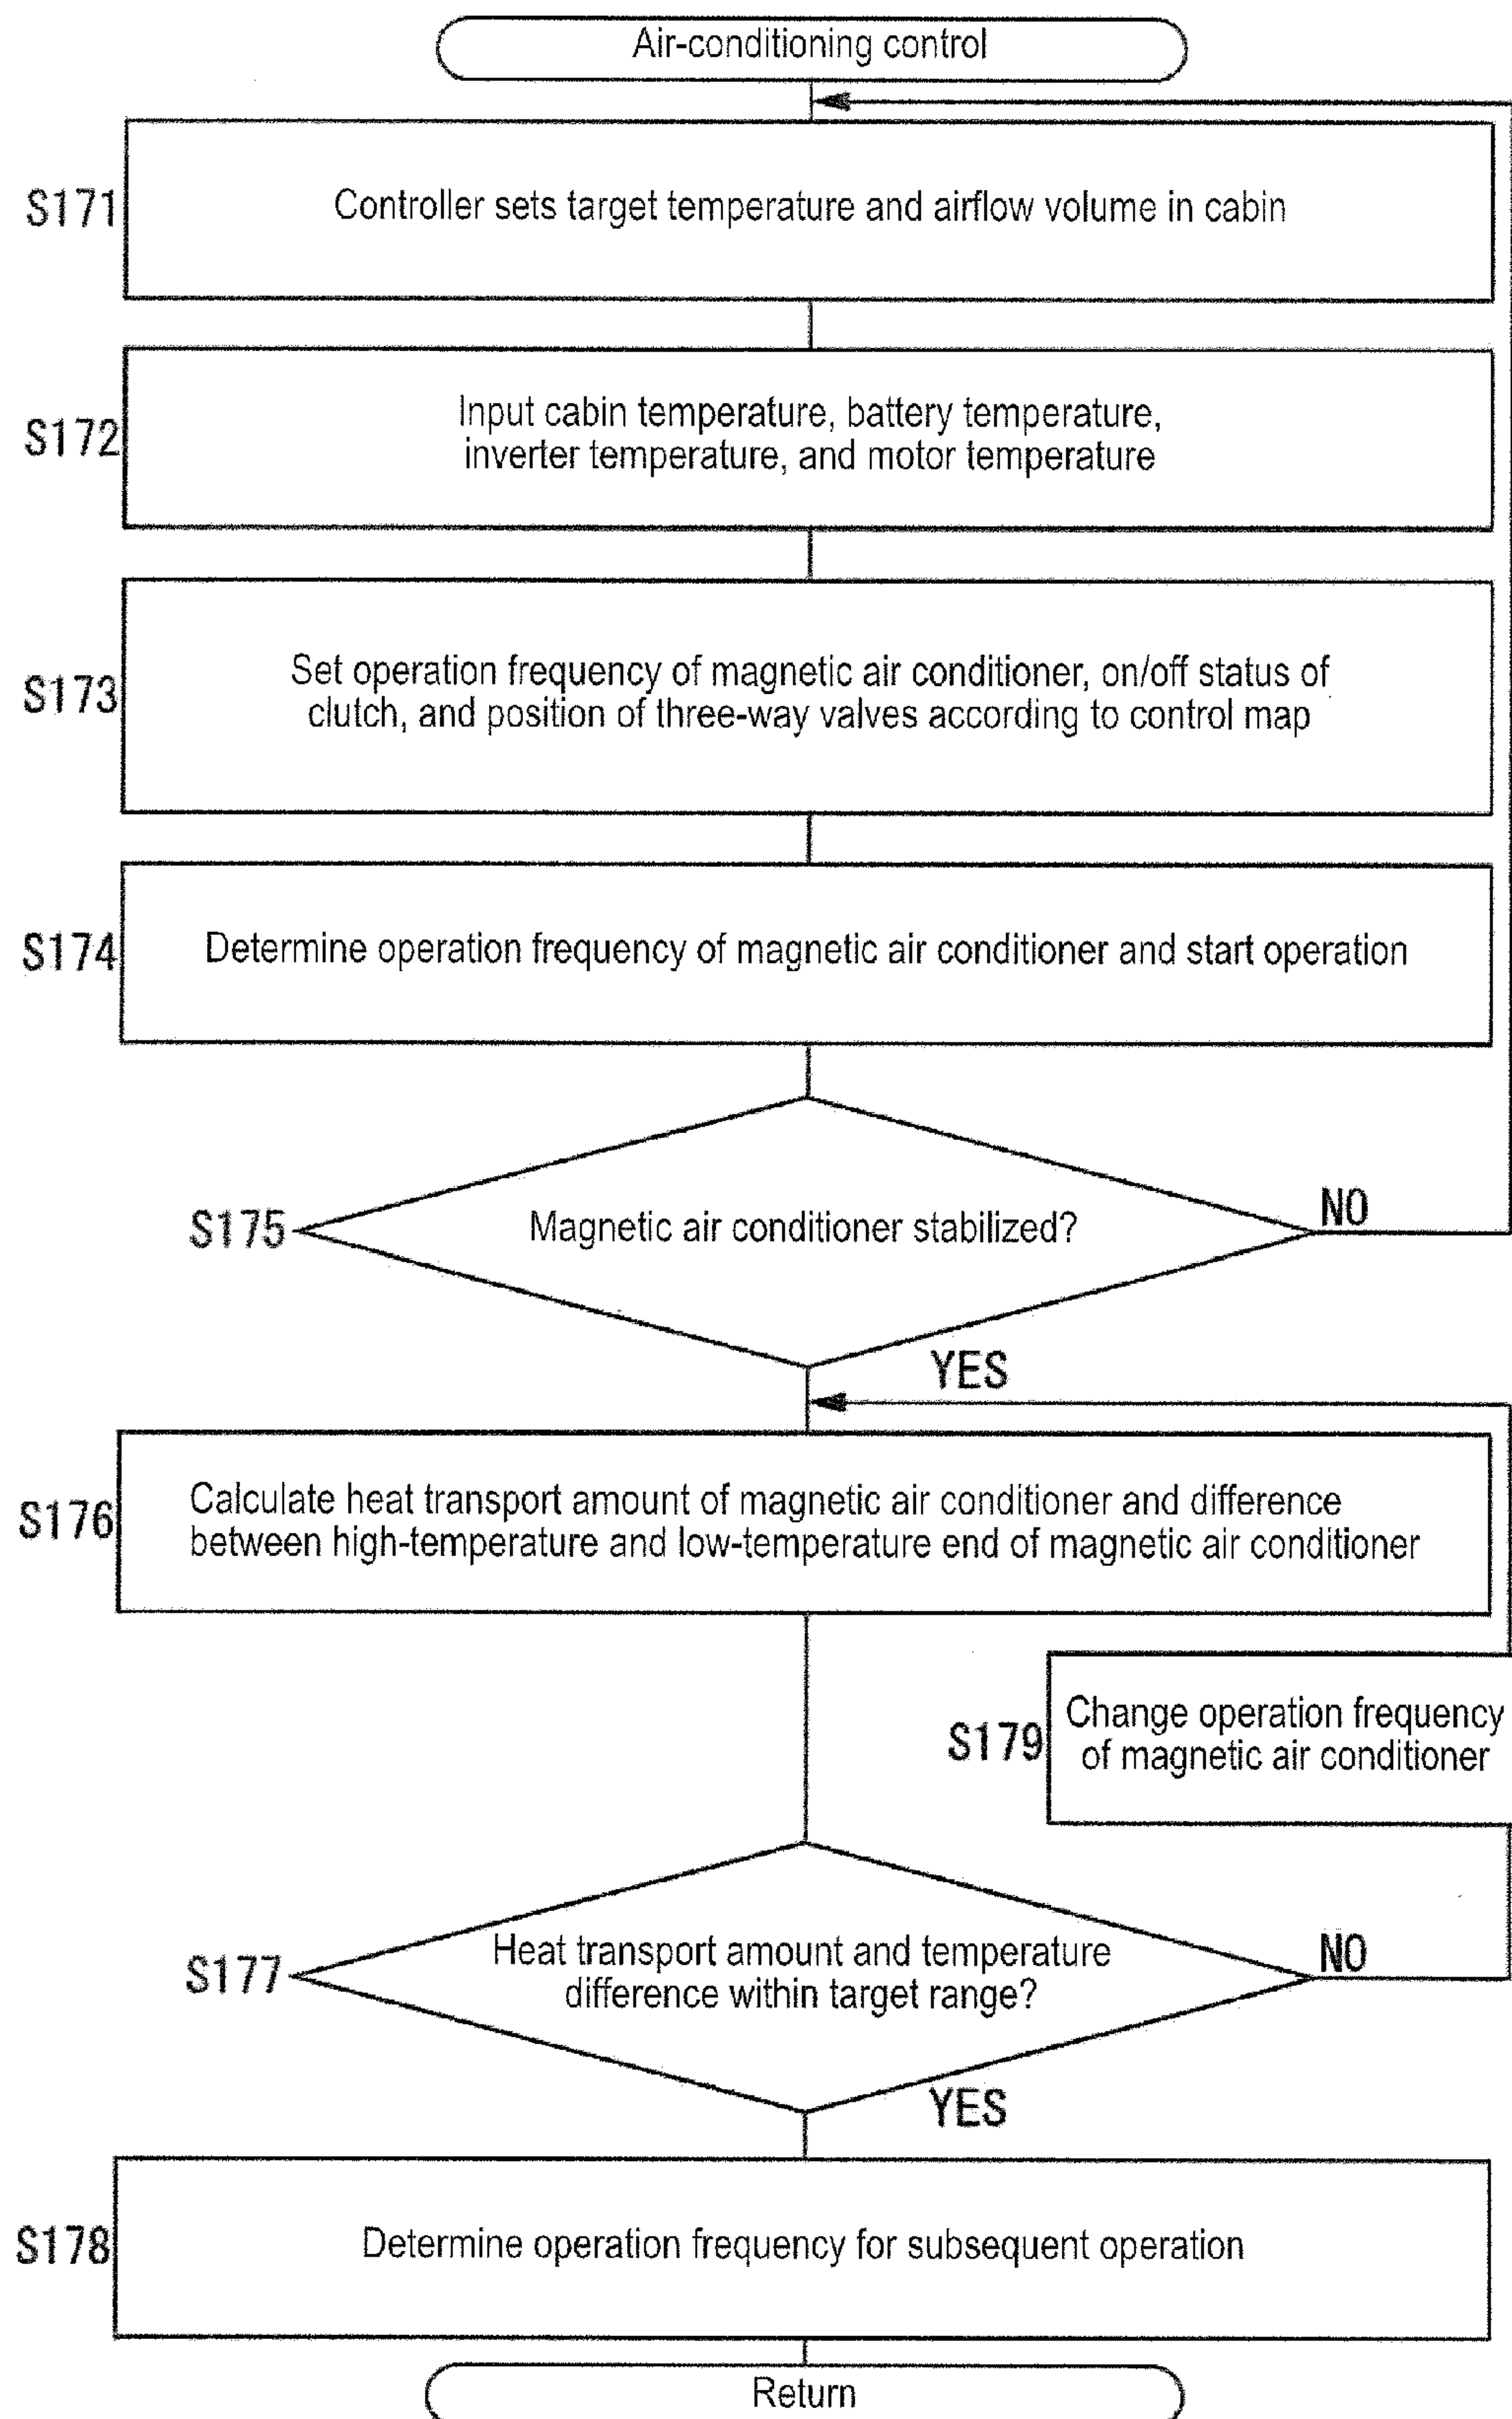 Air-conditioning control
S171
Controller sets target temperature and airflow volume in cabin
S172
Input cabin temperature, battery temperature,
inverter temperature, and motor temperature
S173
Set operation frequency of magnetic air conditioner, on/off status of
clutch, and position of three-way valves according to control map
S174
Determine operation frequency of magnetic air conditioner and start operation
S175
Magnetic air conditioner stabilized?
NO
YES
S176
Calculate heat transport amount of magnetic air conditioner and difference
between high-temperature and low-temperature end of magnetic air conditioner
S179
Change operation frequency
of magnetic air conditioner
S177
Heat transport amount and temperature
difference within target range?
NO
YES
S178
Determine operation frequency for subsequent operation
Return